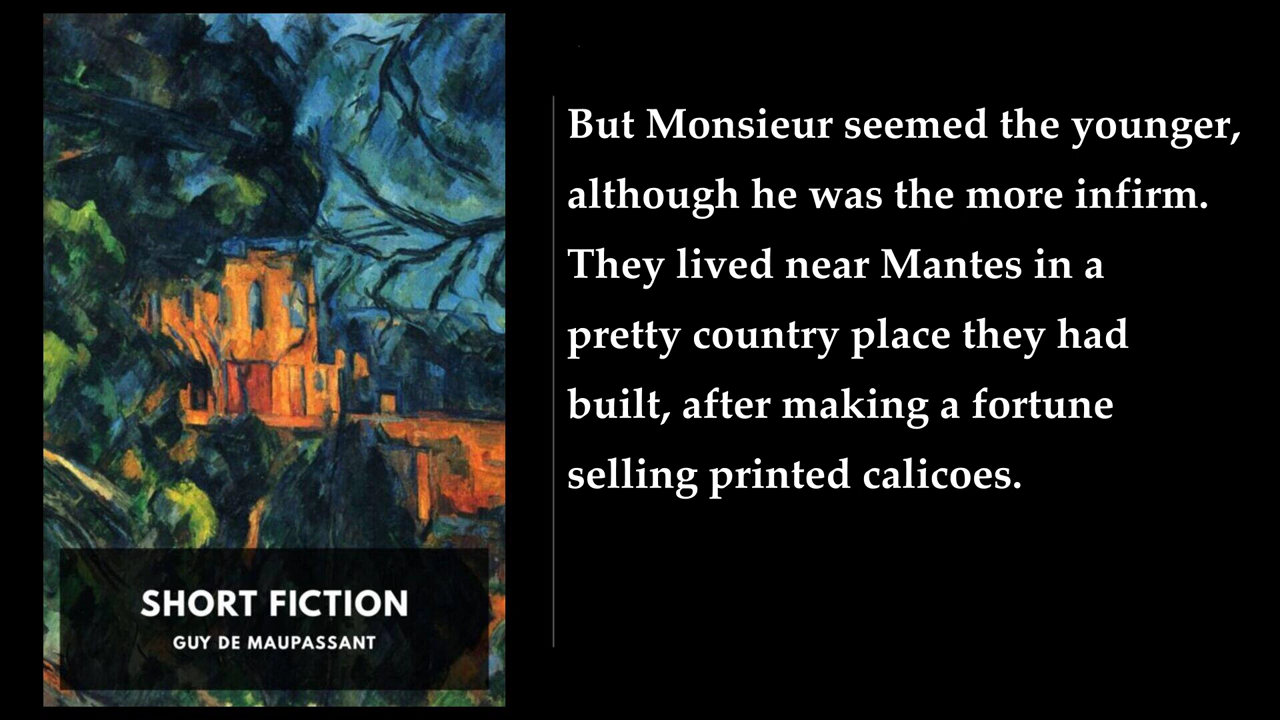 But Monsieur seemed the younger,
although he was the more infirm.
They lived near Mantes in a
pretty country place they had
built, after making a fortune
selling printed calicoes.
SHORT FICTION
GUY DE MAUPASSANT